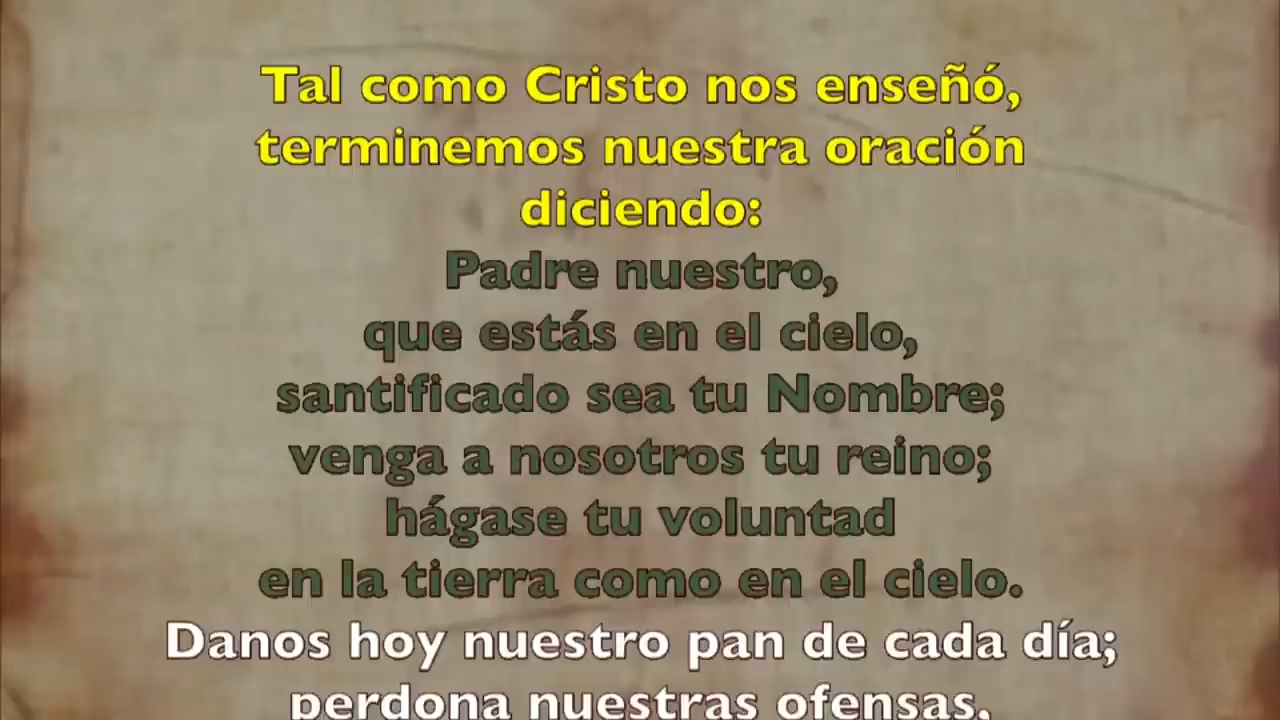 Tal como Cristo nos enseñó,
terminemos nuestra oración
diciendo:
Padre nuestro,
que estás en el cielo,
santificado sea tu Nombre;
venga a nosotros tu reino;
hágase tu voluntad
en la tierra como en el cielo.
Danos hoy nuestro pan de cada día;
perdona nuestras ofensas,